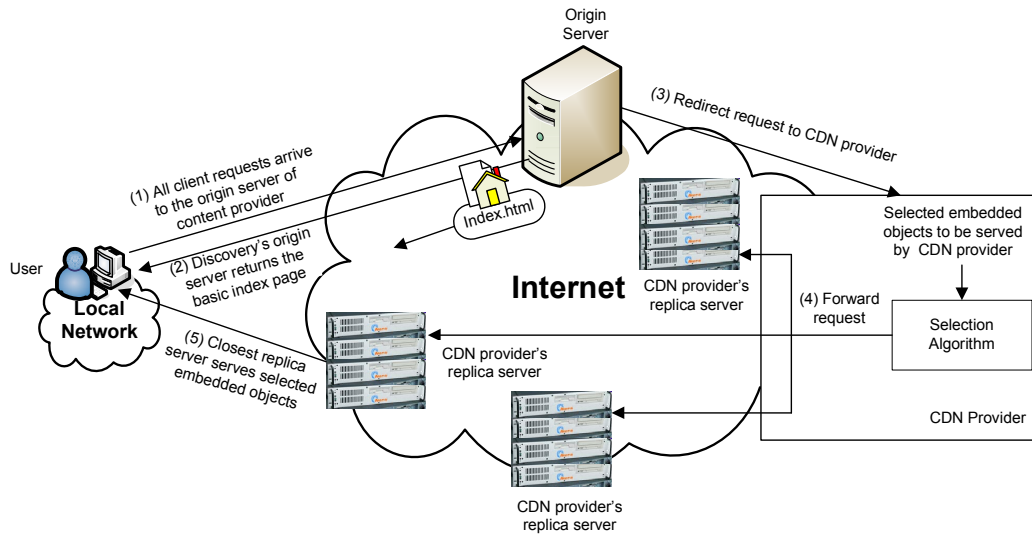 Origin
Server
(3) Redirect request to CDN provider
(1) All client requests arrive
to the origin server of
content provider
Index.html
(2) Discovery's origin
server returns the
basic index page
User
Local
Network
Internet
Selected embedded
objects to be served
by CDN provider
CDN provider's
replica server
(4) Forward
request
Selection
Algorithm
(5) Closest replica
server serves selected
embedded objects
CDN provider's
replica server
CDN Provider
CDN provider's
replica server